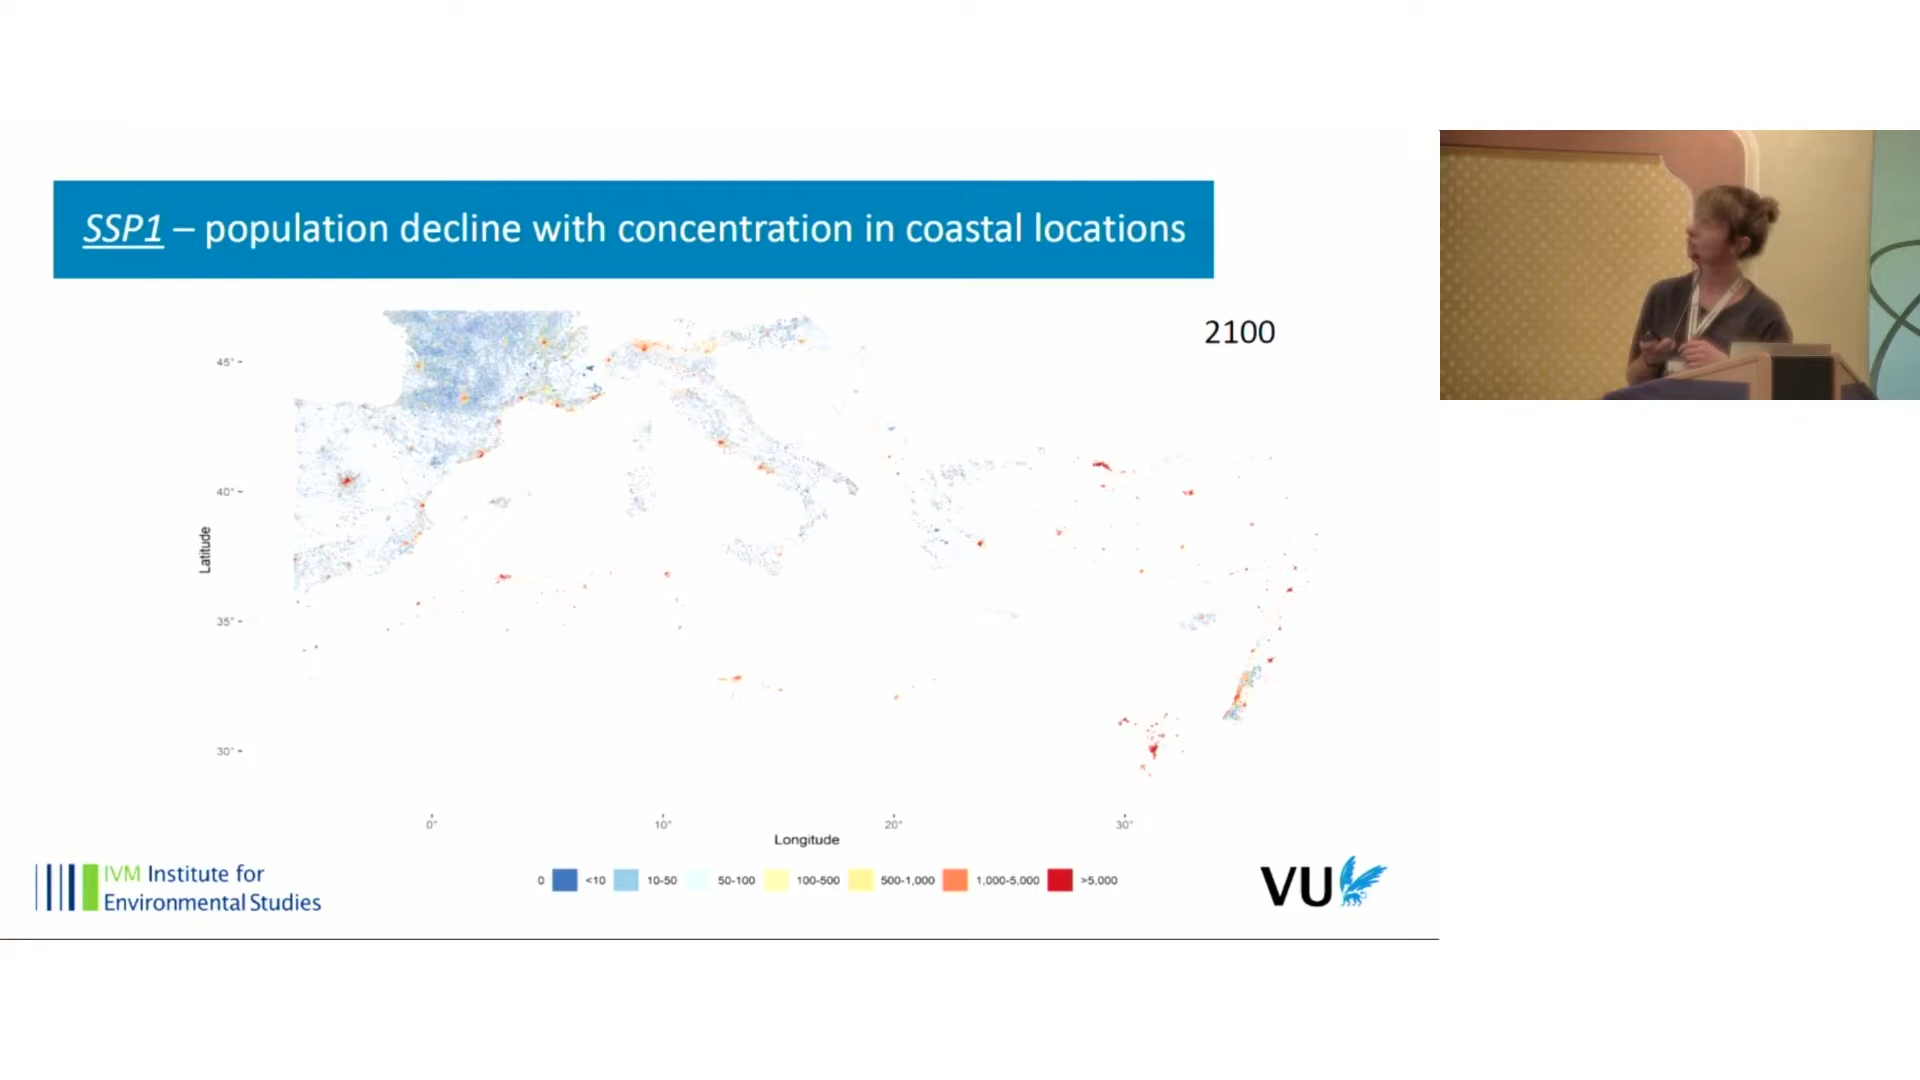 SSP1 – population decline with concentration in coastal locations
2100
45°
40°
35°
30°
Latitude
0° 10° 20° 30°
Longitude
0 <10 10-50 50-100 100-500 500-1,000 1,000-5,000 >5,000
IVM Institute for
Environmental Studies
VU